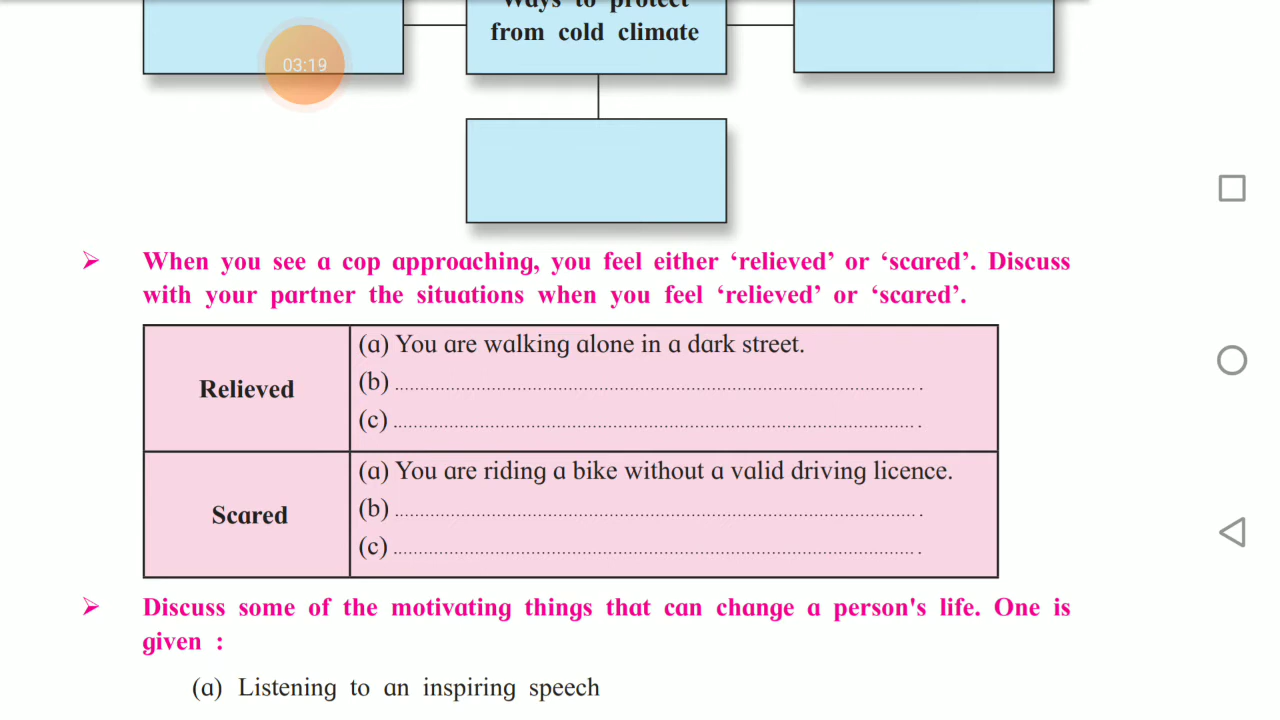 Ways to protect
from cold climate
03:19
➢ When you see a cop approaching, you feel either ‘relieved’ or ‘scared’. Discuss
with your partner the situations when you feel ‘relieved’ or ‘scared’.
Relieved
(a) You are walking alone in a dark street.
(b) ..........................................................................................................
(c) ..........................................................................................................
Scared
(a) You are riding a bike without a valid driving licence.
(b) ..........................................................................................................
(c) ..........................................................................................................
➢ Discuss some of the motivating things that can change a person's life. One is
given :
(a) Listening to an inspiring speech